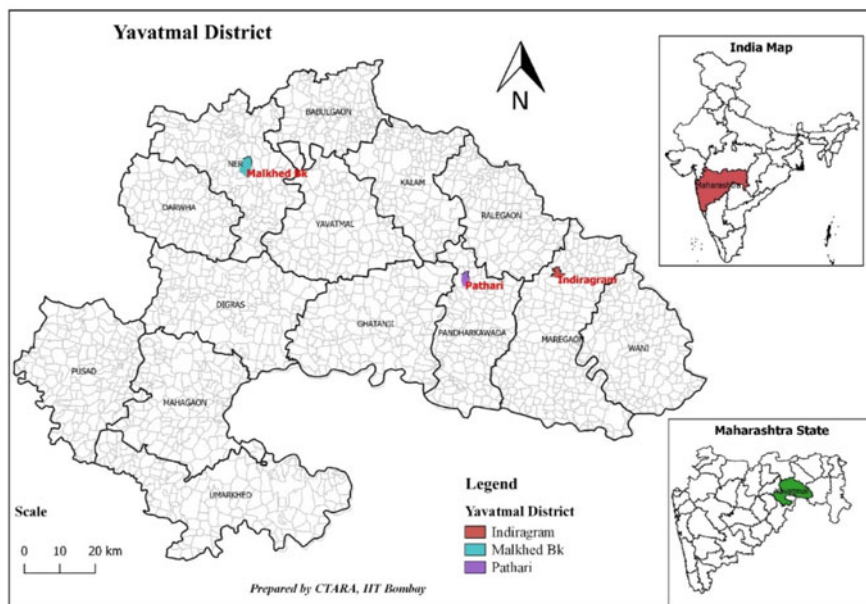 Yavatmal District
India Map
N
BABULGAON
NER
Malkhed Bk
KALAM
DARWHA
YAVATMAL
RALEGAON
Maharashtra
Pathari
Indiragram
DIGRAS
GHATANJI
PANDHARKAWADA
MAREGAON
WANI
PUSAD
MAHAGAON
Maharashtra State
UMARKHED
Legend
Scale
Yavatmal District
Indiragram
0 10 20 km
Malkhed Bk
Pathari
Prepared by CTARA, IIT Bombay